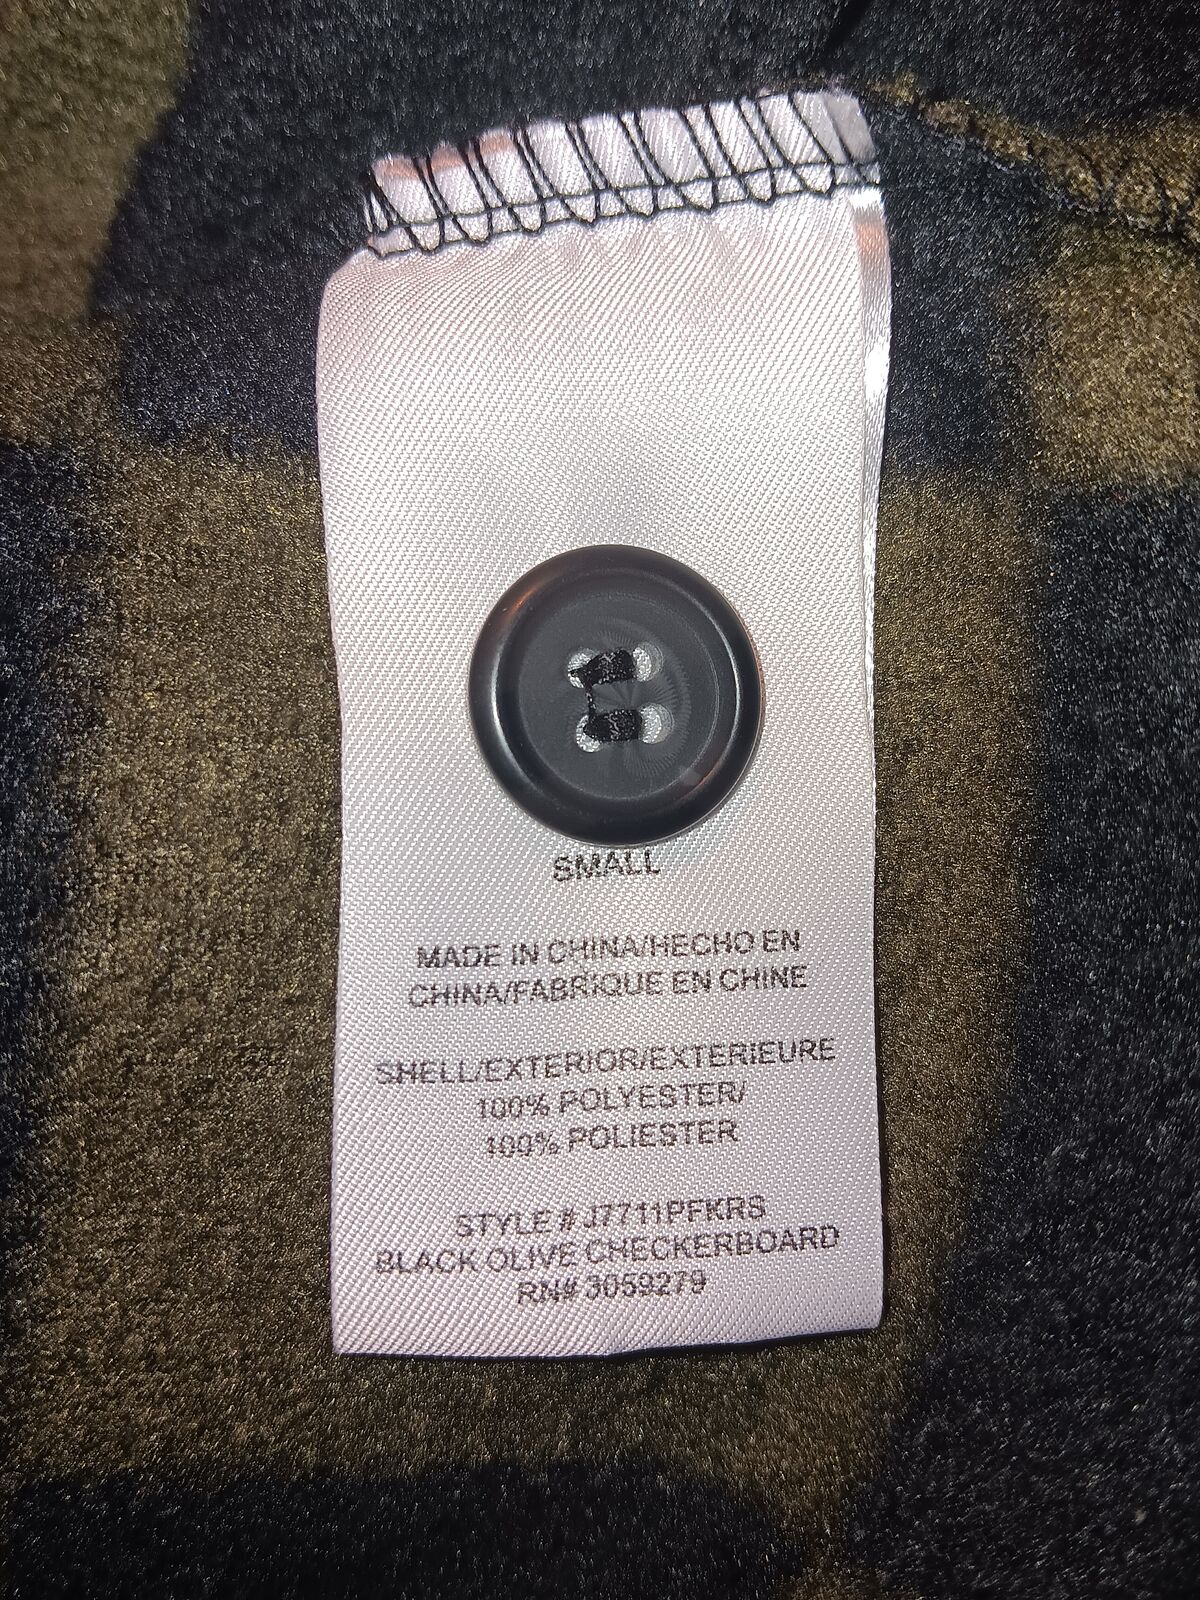 SMALL
MADE IN CHINA/HECHO EN
CHINA/FABRIQUE EN CHINE
SHELL/EXTERIOR/EXTERIEURE
100% POLYESTER/
100% POLIESTER
STYLE # J7711PFKRS
BLACK OLIVE CHECKERBOARD
RN# 3059279